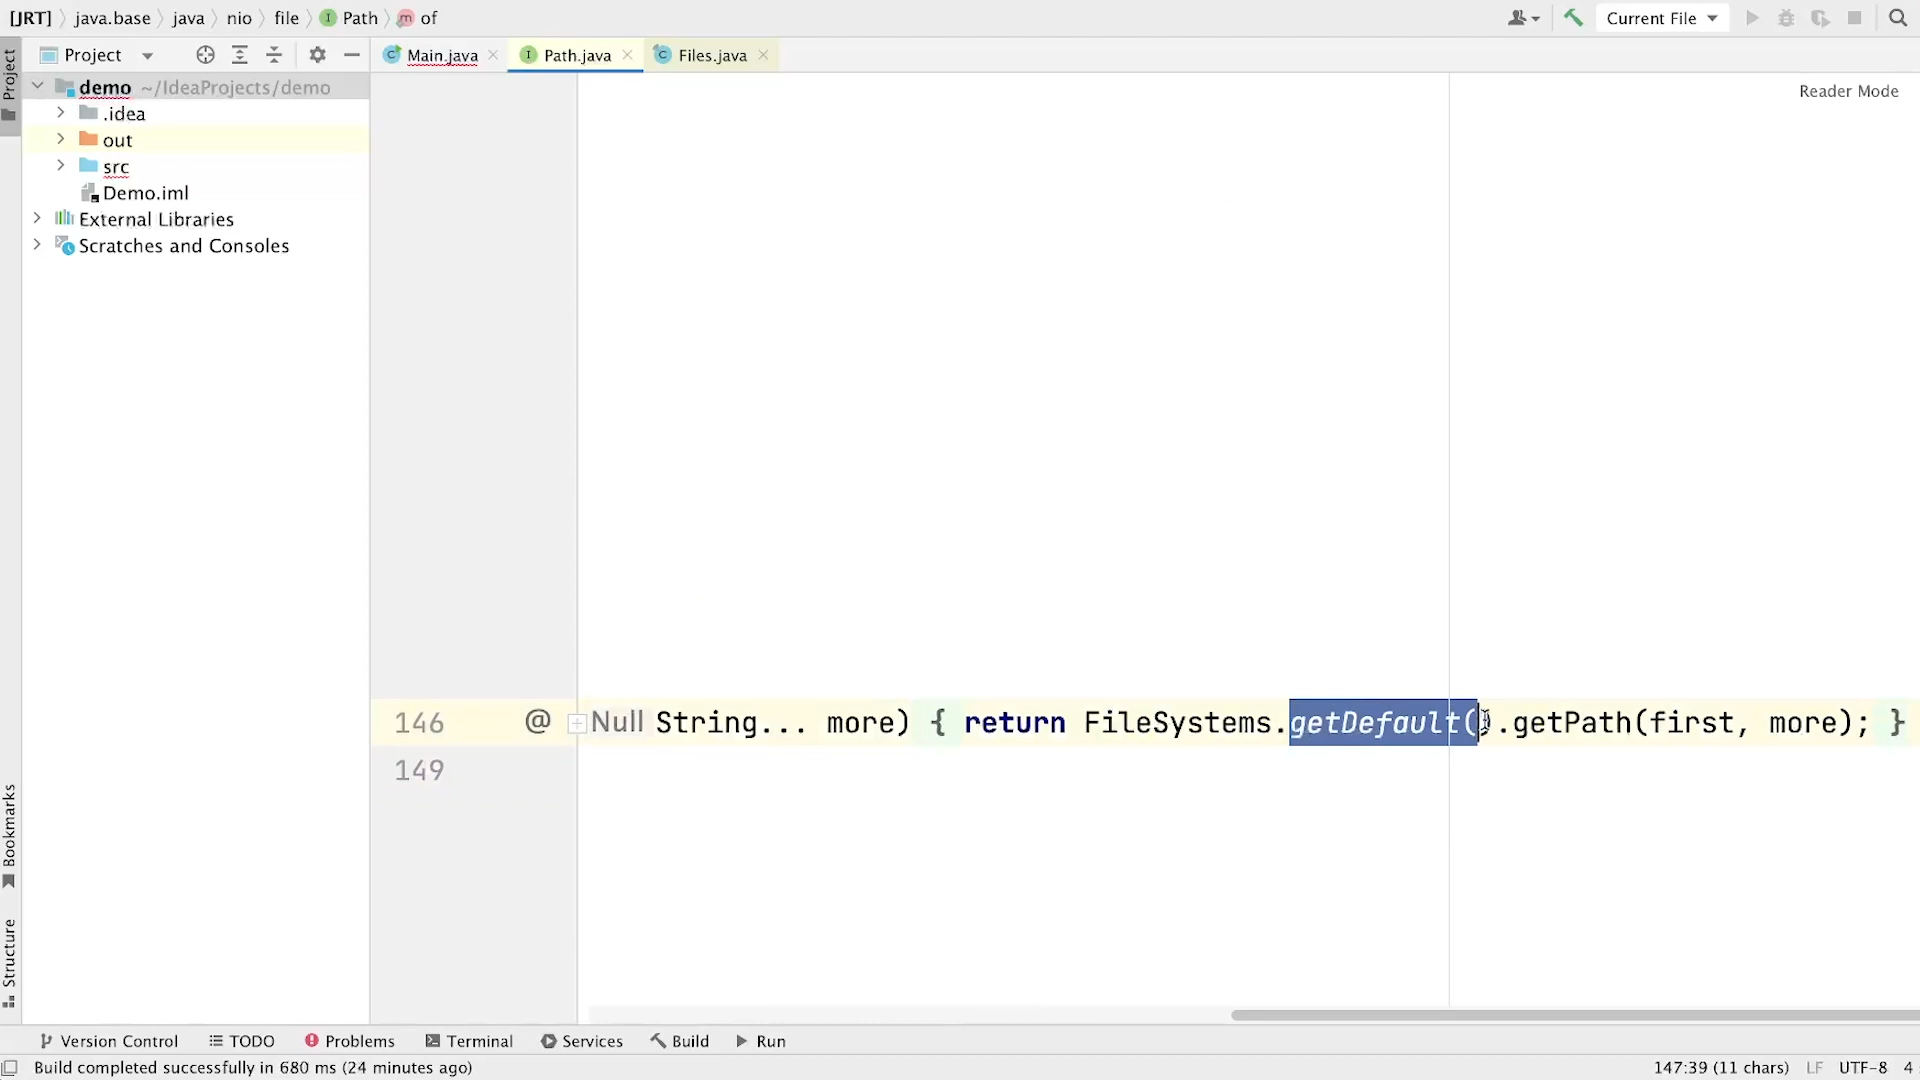 [JRT] java.base java nio file I Path m of
Current File
Project
Main.java
I Path.java
C Files.java
Project
demo ~/IdeaProjects/demo
Reader Mode
.idea
out
src
Demo.iml
External Libraries
Scratches and Consoles
146 @ Null String... more) { return FileSystems.getDefault().getPath(first, more); }
149
Bookmarks
Structure
Version Control TODO Problems Terminal Services Build Run
Build completed successfully in 680 ms (24 minutes ago)
147:39 (11 chars) LF UTF-8 4